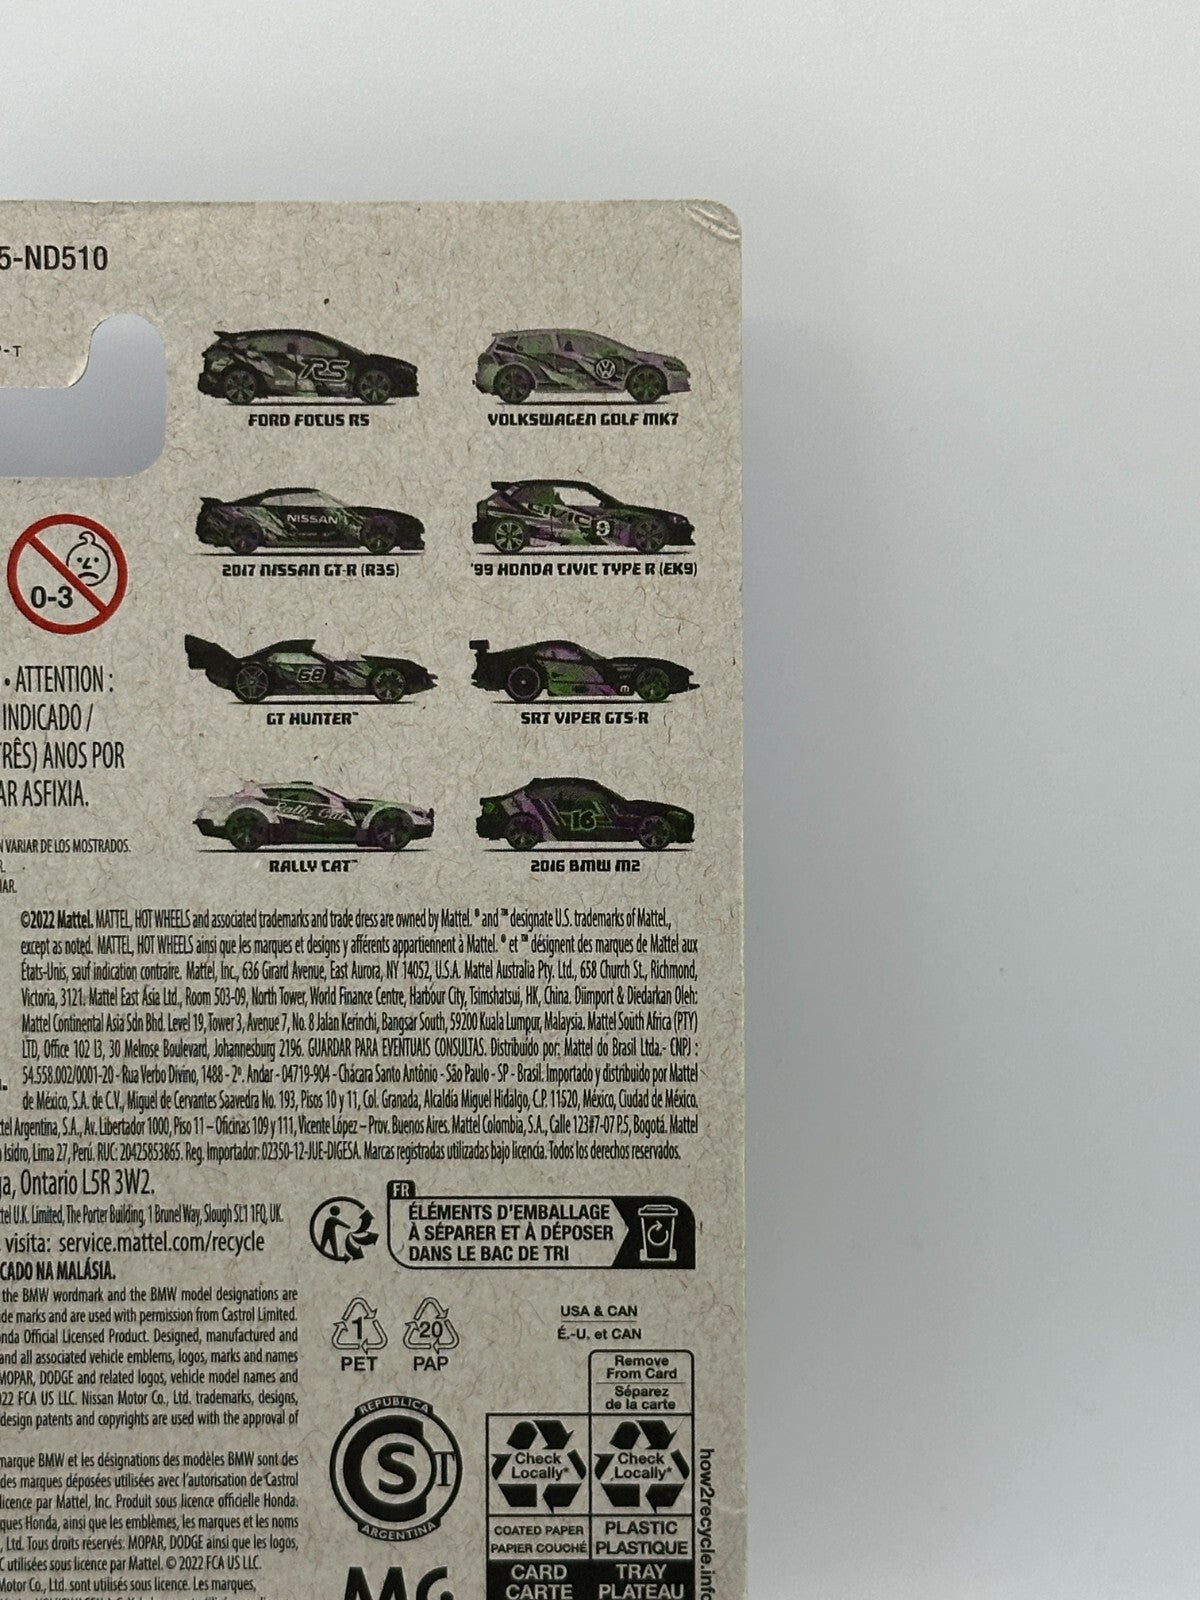 5-ND510
P-T
RS
FORD FOCUS RS
VOLKSWAGEN GOLF MK7
NISSAN
2017 NISSAN GT-R (R35)
CIVIC 9
'99 HONDA CIVIC TYPE R (EK9)
0-3
68
GT HUNTER™
SRT VIPER GTS-R
• ATTENTION :
INDICADO /
TRÊS) ANOS POR
AR ASFIXIA.
Rally Cat
RALLY CAT™
16
2016 BMW M2
N VARIAR DE LOS MOSTRADOS.
R.
IAR.
©2022 Mattel. MATTEL, HOT WHEELS and associated trademarks and trade dress are owned by Mattel. ® and ™ designate U.S. trademarks of Mattel.,
except as noted. MATTEL, HOT WHEELS ainsi que les marques et designs y afférents appartiennent à Mattel. ® et ™ désignent des marques de Mattel aux
États-Unis, sauf indication contraire. Mattel, Inc., 636 Girard Avenue, East Aurora, NY 14052, U.S.A. Mattel Australia Pty. Ltd., 658 Church St., Richmond,
Victoria, 3121. Mattel East Asia Ltd., Room 503-09, North Tower, World Finance Centre, Harbour City, Tsimshatsui, HK, China. Diimport & Diedarkan Oleh:
Mattel Continental Asia Sdn Bhd. Level 19, Tower 3, Avenue 7, No. 8 Jalan Kerinchi, Bangsar South, 59200 Kuala Lumpur, Malaysia. Mattel South Africa (PTY)
LTD, Office 102 I3, 30 Melrose Boulevard, Johannesburg 2196. GUARDAR PARA EVENTUAIS CONSULTAS. Distribuído por: Mattel do Brasil Ltda.- CNPJ :
54.558.002/0001-20 - Rua Verbo Divino, 1488 - 2º. Andar - 04719-904 - Chácara Santo Antônio - São Paulo - SP - Brasil. Importado y distribuido por Mattel
de México, S.A. de C.V., Miguel de Cervantes Saavedra No. 193, Pisos 10 y 11, Col. Granada, Alcaldía Miguel Hidalgo, C.P. 11520, México, Ciudad de México.
tel Argentina, S.A., Av. Libertador 1000, Piso 11 – Oficinas 109 y 111, Vicente López – Prov. Buenos Aires. Mattel Colombia, S.A., Calle 123#7-07 P.5, Bogotá. Mattel
Isidro, Lima 27, Perú. RUC: 20425853865. Reg. Importador: 02350-12-JUE-DIGESA. Marcas registradas utilizadas bajo licencia. Todos los derechos reservados.
ga, Ontario L5R 3W2.
tel U.K. Limited, The Porter Building, 1 Brunel Way, Slough SL1 1FQ, UK.
visita: service.mattel.com/recycle
CADO NA MALÁSIA.
FR
ÉLÉMENTS D'EMBALLAGE
À SÉPARER ET À DÉPOSER
DANS LE BAC DE TRI
the BMW wordmark and the BMW model designations are
de marks and are used with permission from Castrol Limited.
nda Official Licensed Product. Designed, manufactured and
and all associated vehicle emblems, logos, marks and names
MOPAR, DODGE and related logos, vehicle model names and
22 FCA US LLC. Nissan Motor Co., Ltd. trademarks, designs,
design patents and copyrights are used with the approval of
marque BMW et les désignations des modèles BMW sont des
des marques déposées utilisées avec l'autorisation de Castrol
licence par Mattel, Inc. Produit sous licence officielle Honda.
ques Honda, ainsi que les emblèmes, les marques et les noms
, Ltd. Tous droits réservés. MOPAR, DODGE ainsi que les logos,
C utilisées sous licence par Mattel. © 2022 FCA US LLC.
Motor Co., Ltd. sont utilisés sous licence. Les marques,
1
PET
20
PAP
USA & CAN
É.-U. et CAN
Remove
From Card
Séparez
de la carte
REPUBLICA
CST
ARGENTINA
Check
Locally*
Check
Locally*
COATED PAPER
PAPIER COUCHÉ
PLASTIC
PLASTIQUE
CARD
CARTE
TRAY
PLATEAU
how2recycle.info